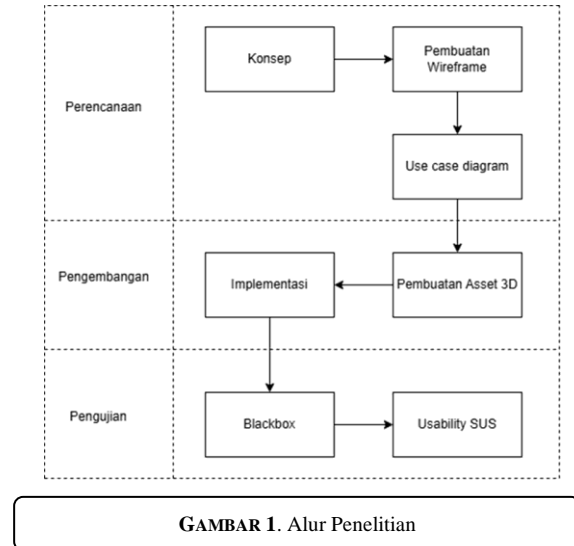 Perencanaan
Konsep
Pembuatan
Wireframe
Use case diagram
Pengembangan
Implementasi
Pembuatan Asset 3D
Pengujian
Blackbox
Usability SUS
GAMBAR 1. Alur Penelitian